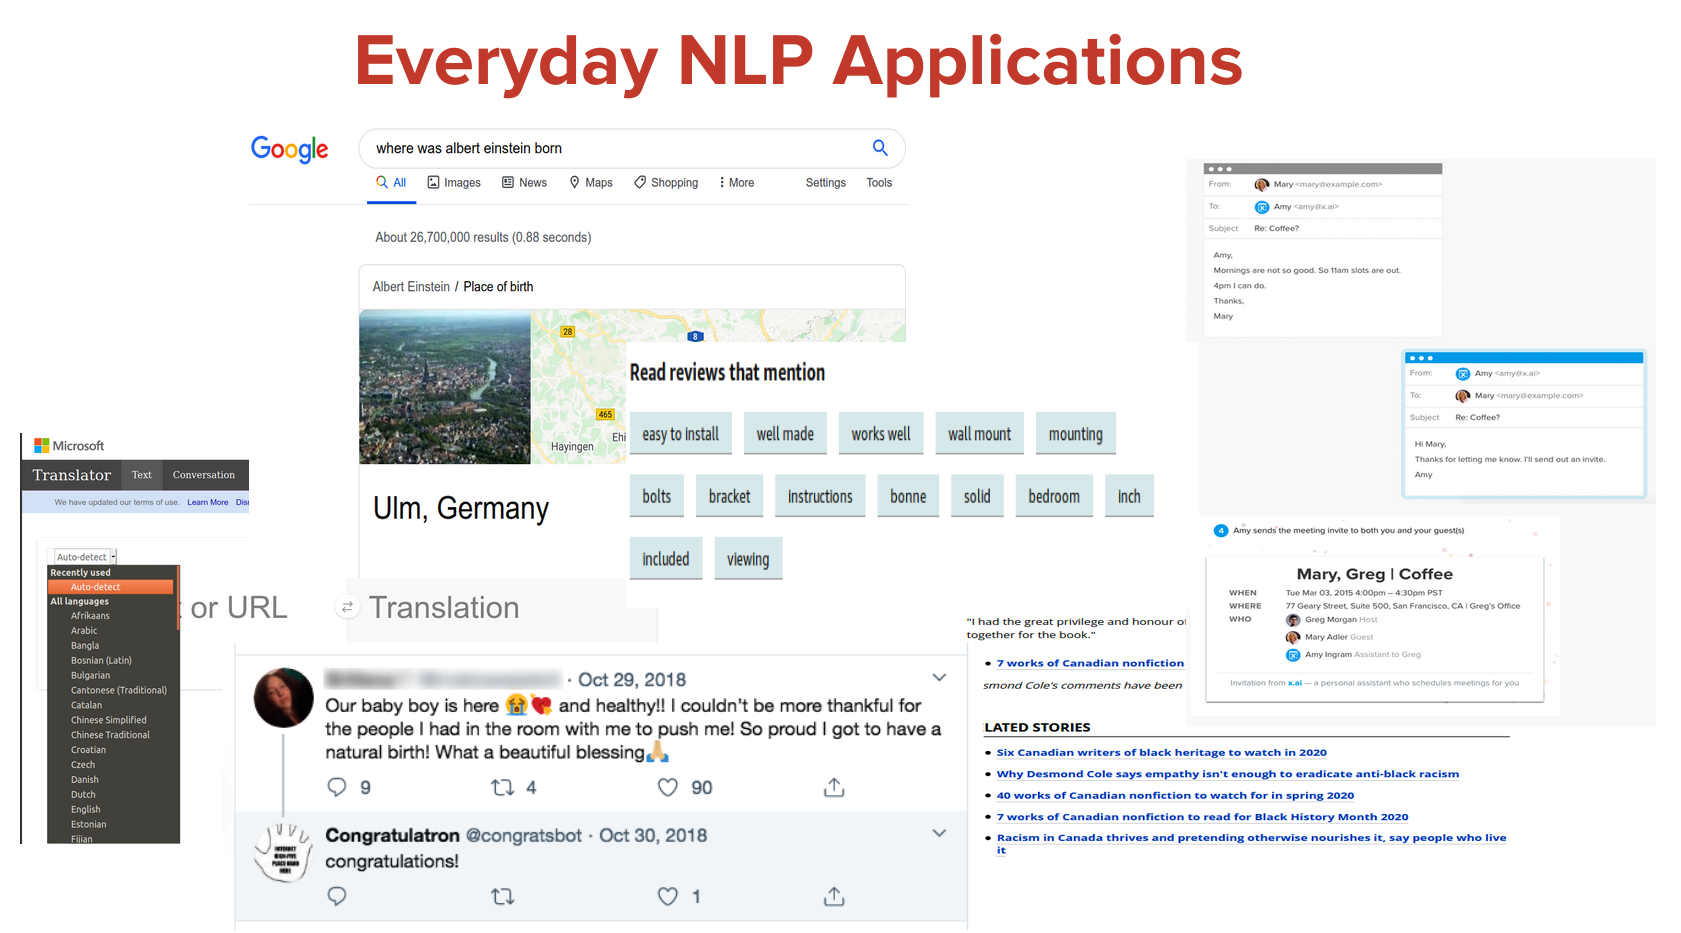 Everyday NLP Applications
Google
where was albert einstein born
All Images News Maps Shopping More Settings Tools
About 26,700,000 results (0.88 seconds)
Albert Einstein / Place of birth
28
8
465
Hayingen
Ehi
Ulm, Germany
Read reviews that mention
easy to install well made works well wall mount mounting
bolts bracket instructions bonne solid bedroom inch
included viewing
From: Mary <mary@example.com>
To: Amy <amy@x.ai>
Subject Re: Coffee?
Amy,
Mornings are not so good. So 11am slots are out.
4pm I can do.
Thanks,
Mary
From: Amy <amy@x.ai>
To: Mary <mary@example.com>
Subject Re: Coffee?
Hi Mary,
Thanks for letting me know. I'll send out an invite.
Amy
4 Amy sends the meeting invite to both you and your guest(s)
Mary, Greg | Coffee
WHEN Tue Mar 03, 2015 4:00pm – 4:30pm PST
WHERE 77 Geary Street, Suite 500, San Francisco, CA | Greg's Office
WHO Greg Morgan Host
Mary Adler Guest
Amy Ingram Assistant to Greg
Invitation from x.ai — a personal assistant who schedules meetings for you
Microsoft
Translator Text Conversation
We have updated our terms of use. Learn More Dis
Auto-detect
Recently used
Auto-detect
All languages
Afrikaans
Arabic
Bangla
Bosnian (Latin)
Bulgarian
Cantonese (Traditional)
Catalan
Chinese Simplified
Chinese Traditional
Croatian
Czech
Danish
Dutch
English
Estonian
Fijian
or URL Translation
· Oct 29, 2018
Our baby boy is here 😭💘 and healthy!! I couldn't be more thankful for
the people I had in the room with me to push me! So proud I got to have a
natural birth! What a beautiful blessing🙏
9 4 90
Congratulatron @congratsbot · Oct 30, 2018
INTERNET
HIGH-FIVE
PLACE HAND
HERE
congratulations!
1
"I had the great privilege and honour of
together for the book."
• 7 works of Canadian nonfiction
smond Cole's comments have been
LATED STORIES
• Six Canadian writers of black heritage to watch in 2020
• Why Desmond Cole says empathy isn't enough to eradicate anti-black racism
• 40 works of Canadian nonfiction to watch for in spring 2020
• 7 works of Canadian nonfiction to read for Black History Month 2020
• Racism in Canada thrives and pretending otherwise nourishes it, say people who live
it